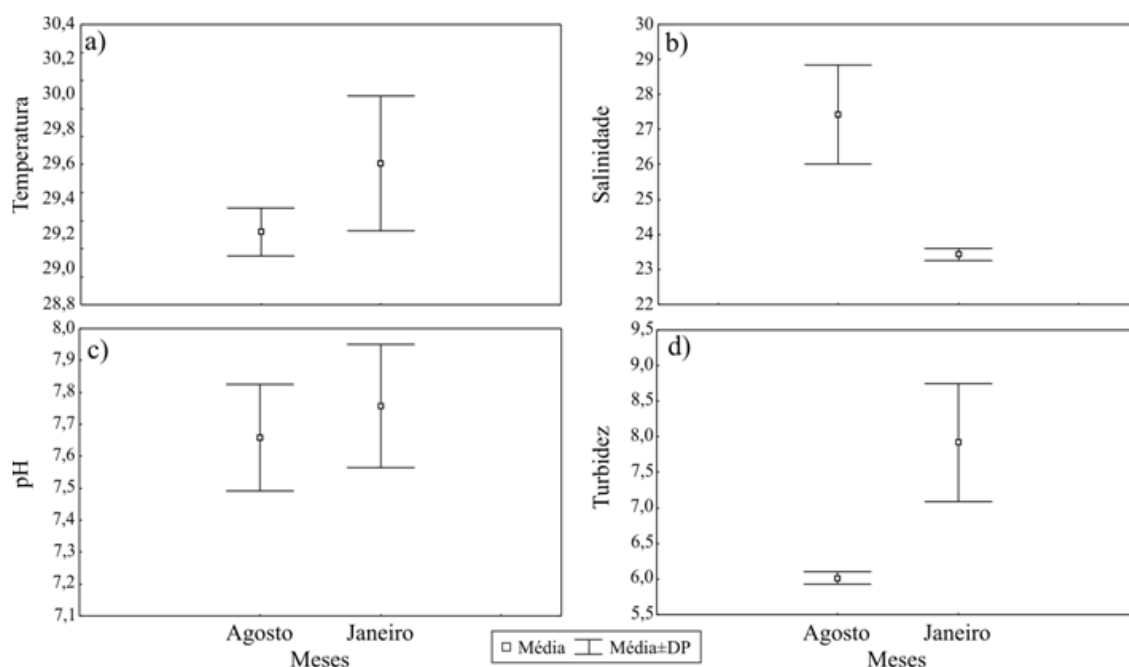 a)
Temperatura
30,4
30,2
30,0
29,8
29,6
29,4
29,2
29,0
28,8
b)
Salinidade
30
29
28
27
26
25
24
23
22
c)
pH
8,0
7,9
7,8
7,7
7,6
7,5
7,4
7,3
7,2
7,1
Agosto Janeiro
Meses
d)
Turbidez
9,5
9,0
8,5
8,0
7,5
7,0
6,5
6,0
5,5
Agosto Janeiro
Meses
Média Média±DP